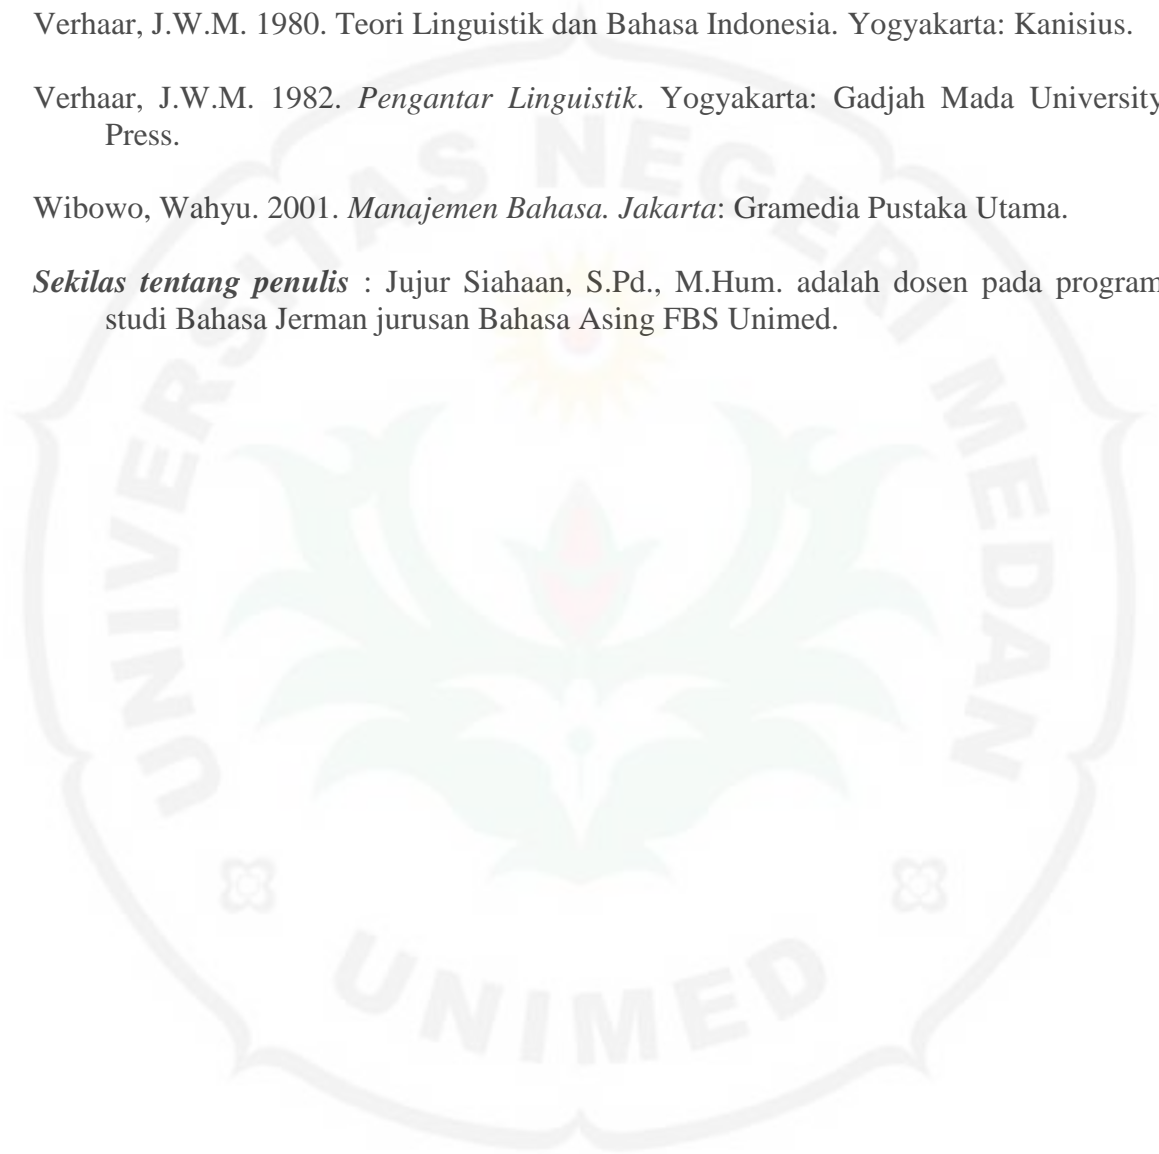 Verhaar, J.W.M. 1980. Teori Linguistik dan Bahasa Indonesia. Yogyakarta: Kanisius.
Verhaar, J.W.M. 1982. Pengantar Linguistik. Yogyakarta: Gadjah Mada University
Press.
Wibowo, Wahyu. 2001. Manajemen Bahasa. Jakarta: Gramedia Pustaka Utama.
Sekilas tentang penulis : Jujur Siahaan, S.Pd., M.Hum. adalah dosen pada program
studi Bahasa Jerman jurusan Bahasa Asing FBS Unimed.
UNIVERSITAS NEGERI MEDAN
UNIMED